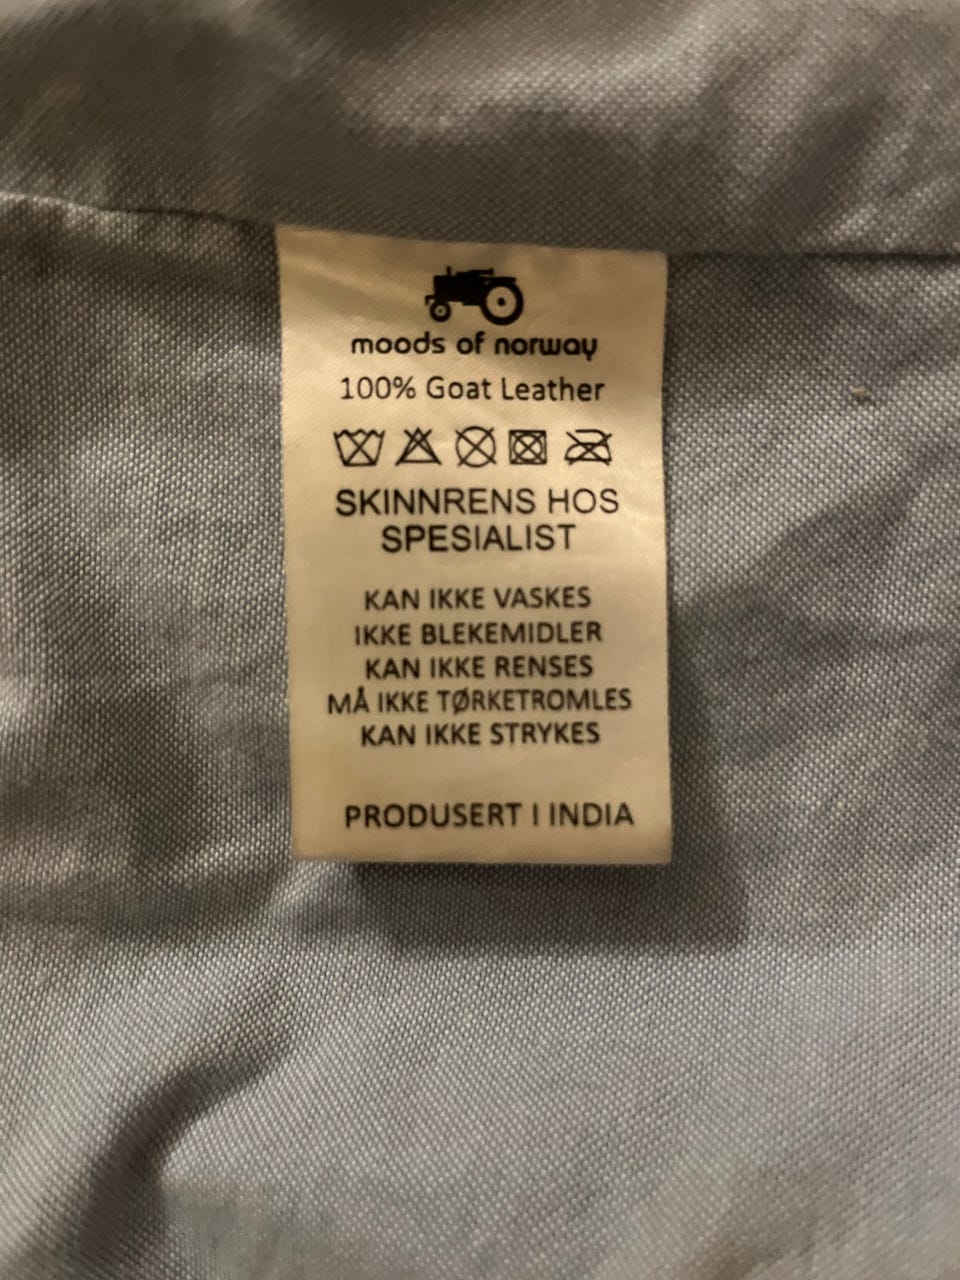 moods of norway
100% Goat Leather
SKINNRENS HOS
SPESIALIST
KAN IKKE VASKES
IKKE BLEKEMIDLER
KAN IKKE RENSES
MÅ IKKE TØRKETROMLES
KAN IKKE STRYKES
PRODUSERT I INDIA